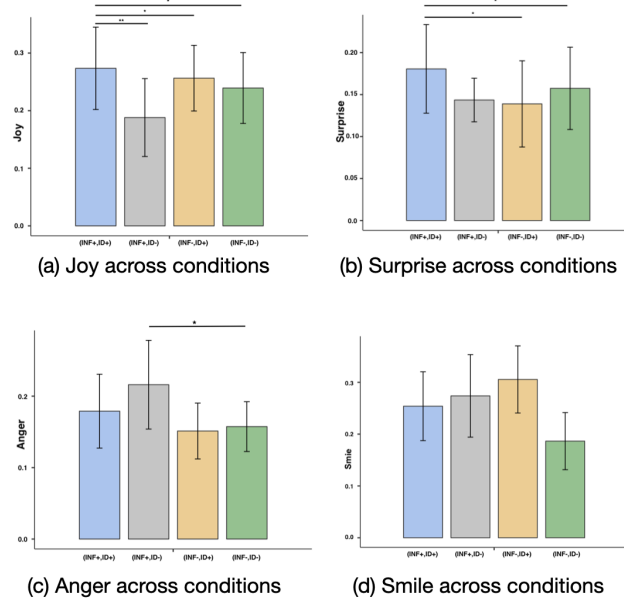 *
*
**
0.3
0.2
0.1
0.0
Joy
(INF+,ID+) (INF+,ID-) (INF-,ID+) (INF-,ID-)
(a) Joy across conditions
*
0.20
0.15
0.10
0.05
0.0
Surprise
(INF+,ID+) (INF+,ID-) (INF-,ID+) (INF-,ID-)
(b) Surprise across conditions
*
0.2
0.1
0.0
Anger
(INF+,ID+) (INF+,ID-) (INF-,ID+) (INF-,ID-)
(c) Anger across conditions
0.3
0.2
0.1
0.0
Smie
(INF+,ID+) (INF+,ID-) (INF-,ID+) (INF-,ID-)
(d) Smile across conditions